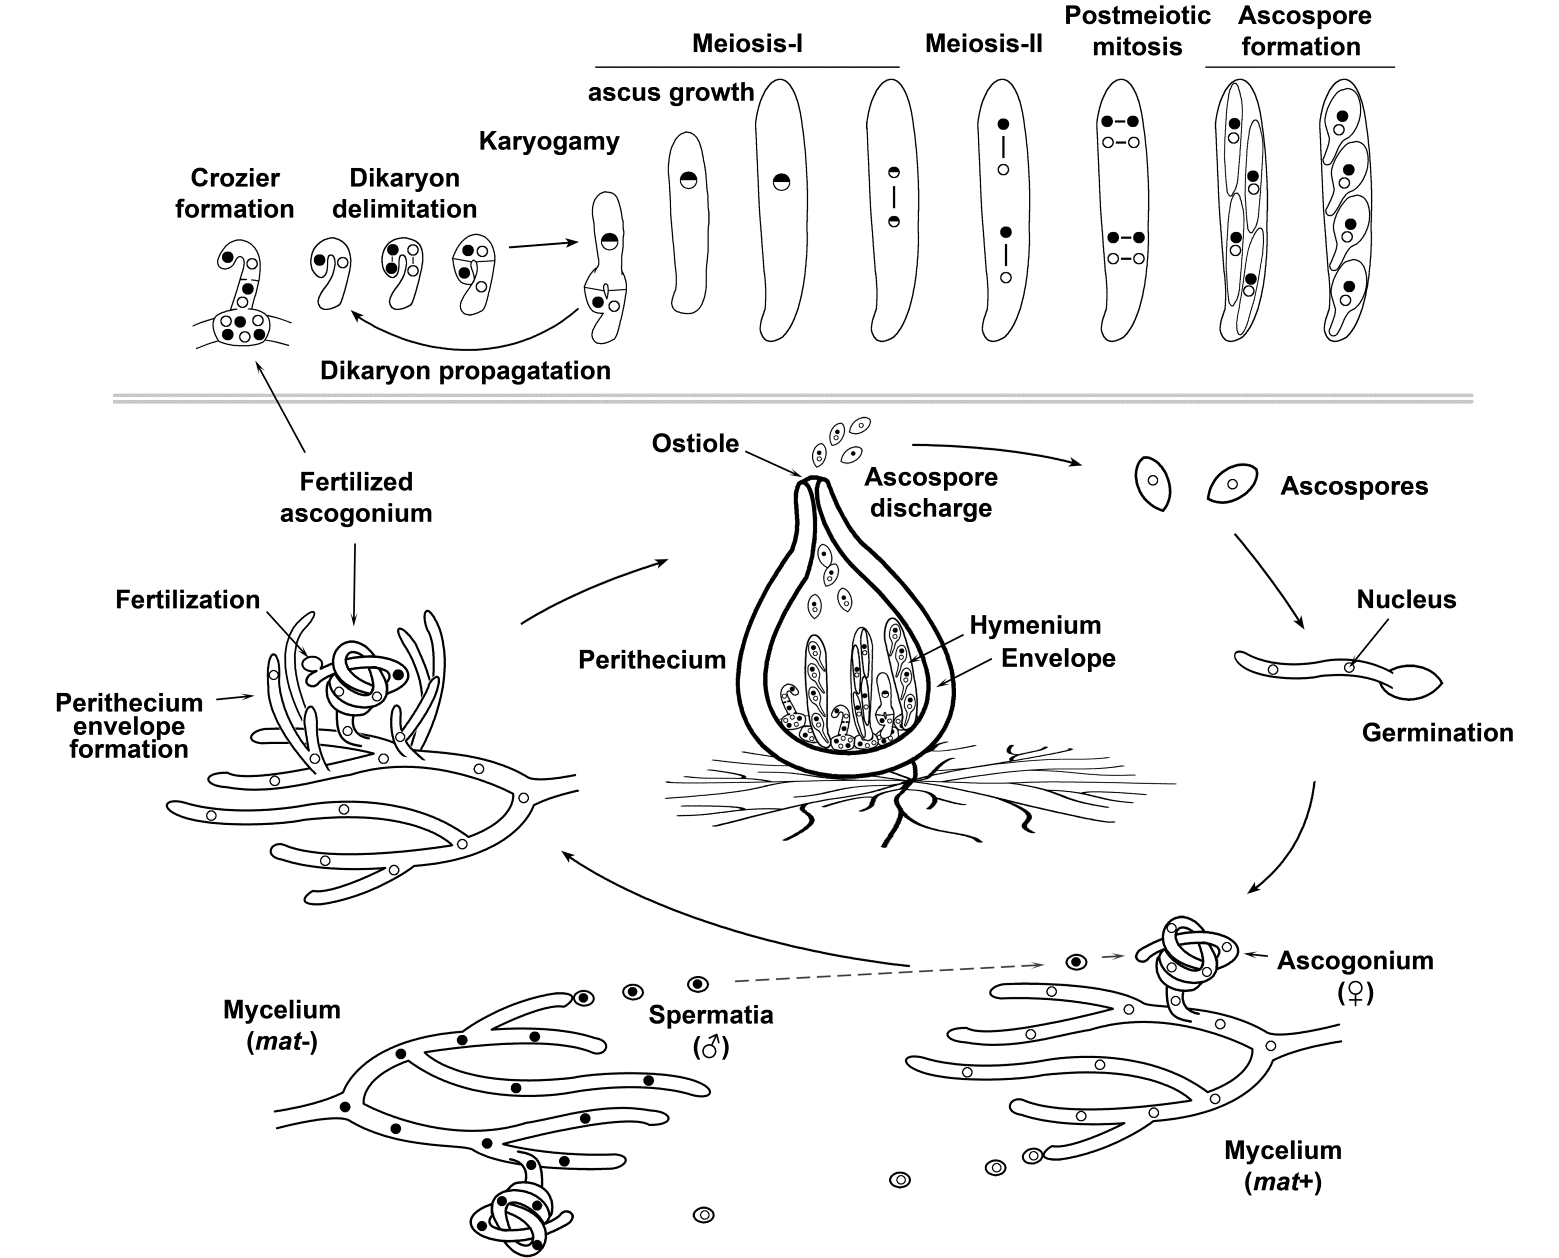 Postmeiotic
mitosis
Ascospore
formation
Meiosis-I
Meiosis-II
ascus growth
Karyogamy
Crozier
formation
Dikaryon
delimitation
Dikaryon propagatation
Ostiole
Ascospore
discharge
Ascospores
Fertilized
ascogonium
Fertilization
Nucleus
Hymenium
Envelope
Perithecium
Perithecium
envelope
formation
Germination
Ascogonium
(♀)
Mycelium
(mat-)
Spermatia
(♂)
Mycelium
(mat+)